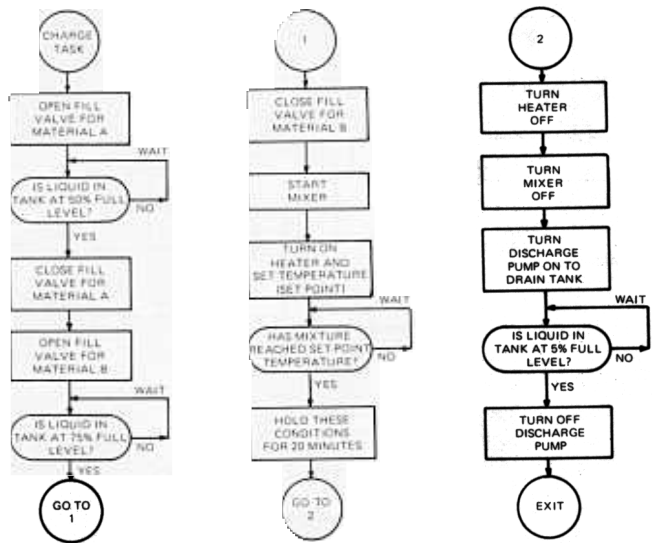 CHARGE
TASK
OPEN FILL
VALVE FOR
MATERIAL A
WAIT
IS LIQUID IN
TANK AT 50% FULL
LEVEL?
NO
YES
CLOSE FILL
VALVE FOR
MATERIAL A
OPEN FILL
VALVE FOR
MATERIAL B
WAIT
IS LIQUID IN
TANK AT 75% FULL
LEVEL?
NO
YES
GO TO
1
1
CLOSE FILL
VALVE FOR
MATERIAL B
START
MIXER
TURN ON
HEATER AND
SET TEMPERATURE
(SET POINT)
WAIT
HAS MIXTURE
REACHED SET POINT
TEMPERATURE?
NO
YES
HOLD THESE
CONDITIONS
FOR 20 MINUTES
GO TO
2
2
TURN
HEATER
OFF
TURN
MIXER
OFF
TURN
DISCHARGE
PUMP ON TO
DRAIN TANK
WAIT
IS LIQUID IN
TANK AT 5% FULL
LEVEL?
NO
YES
TURN OFF
DISCHARGE
PUMP
EXIT